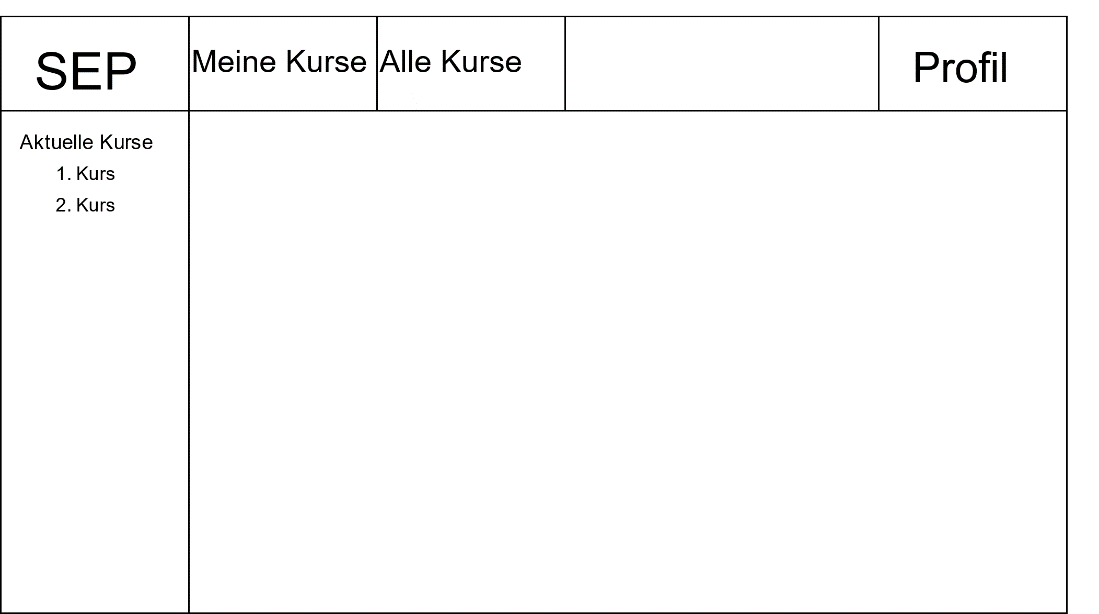 SEP
Meine Kurse
Alle Kurse
Profil
Aktuelle Kurse
1. Kurs
2. Kurs